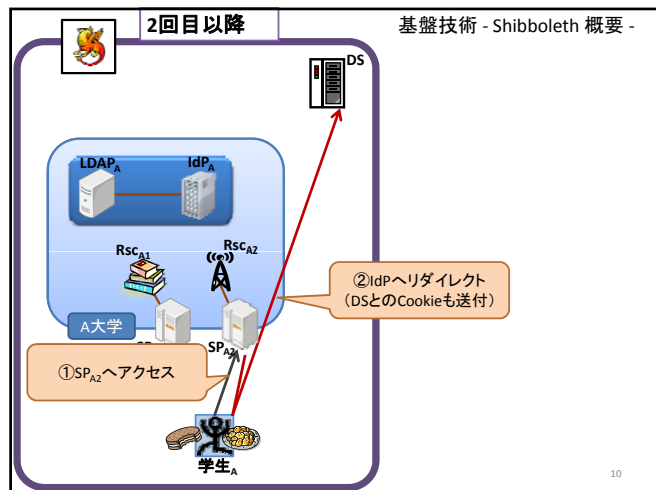 2回目以降
基盤技術 - Shibboleth 概要 -
DS
LDAPA
IdPA
RscA1
RscA2
②IdPへリダイレクト
（DSとのCookieも送付）
A大学
SPA2
①SPA2へアクセス
学生A
10